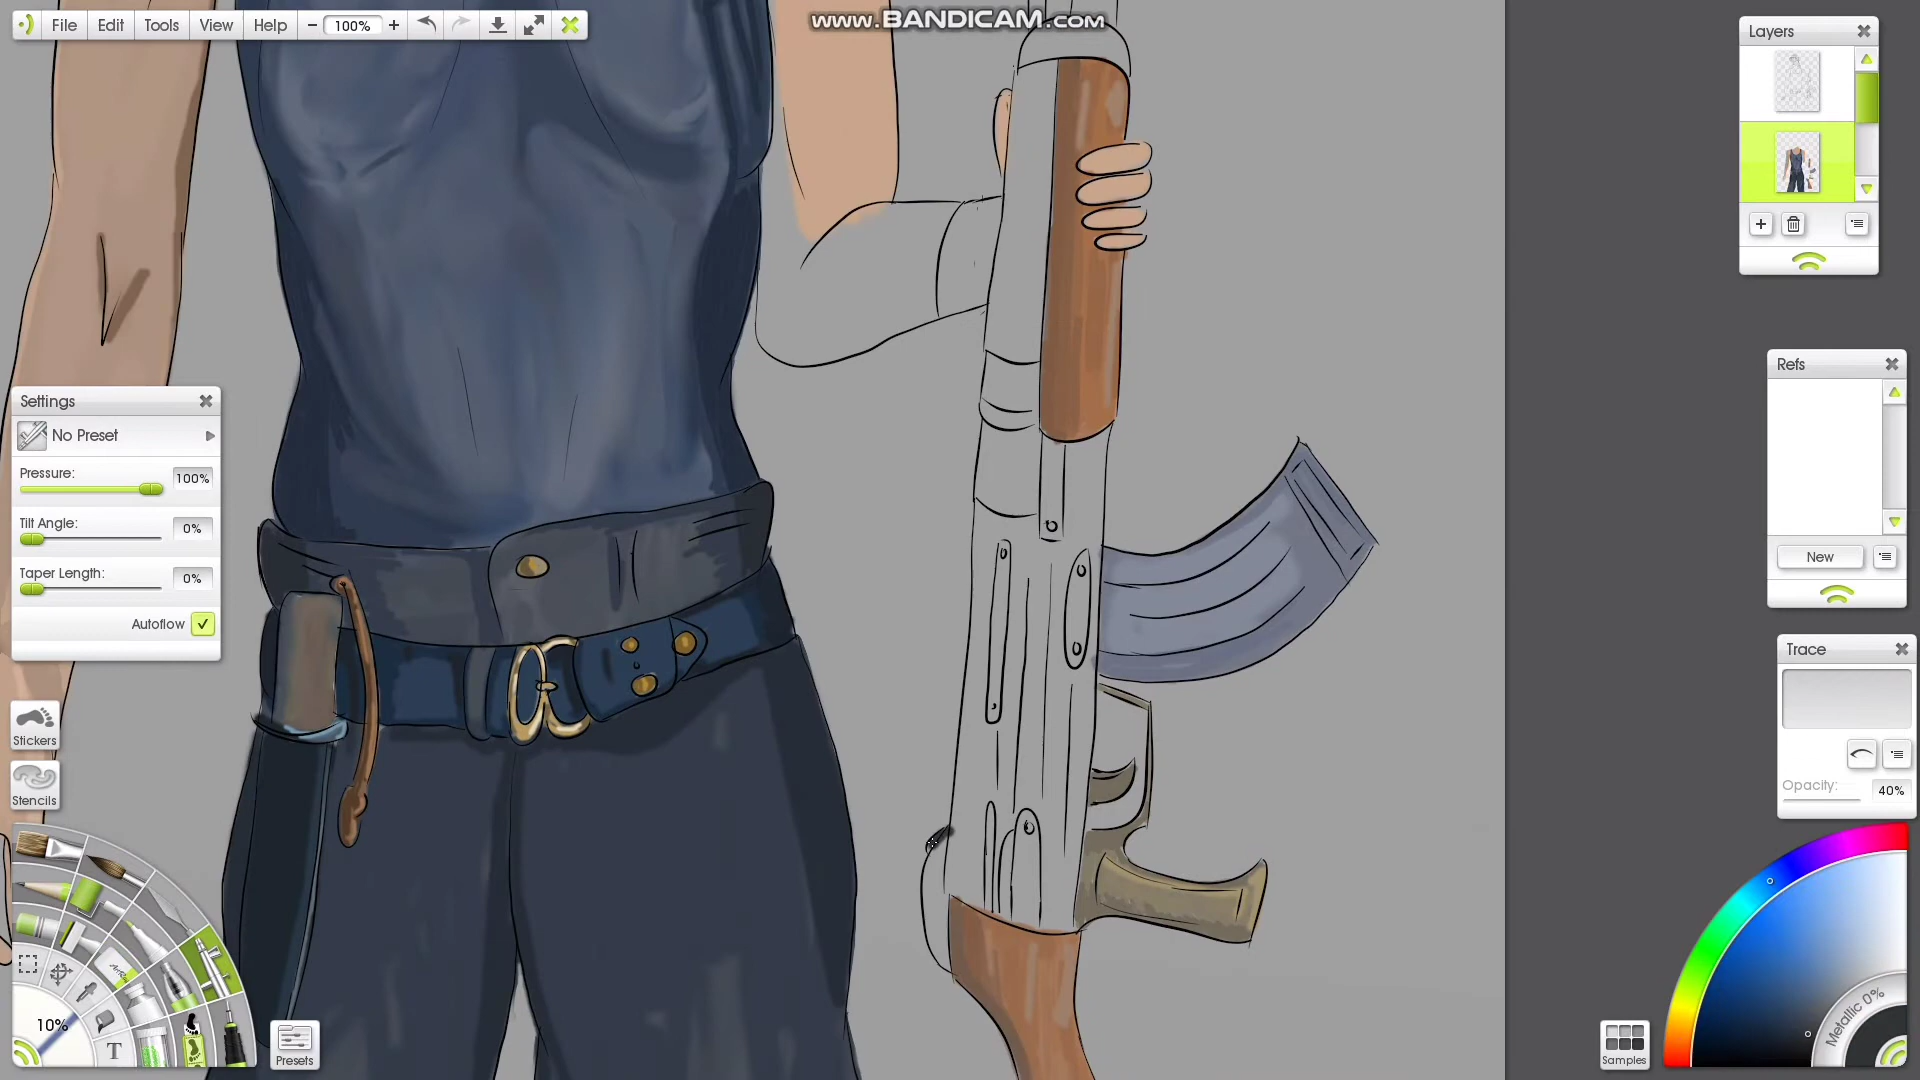 File Edit Tools View Help 100%
www.BANDICAM.com
Layers
Settings
No Preset
Pressure:
100%
Tilt Angle:
0%
Taper Length:
0%
Autoflow
Refs
New
Trace
Opacity:
40%
Stickers
Stencils
10%
T
Presets
Metallic 0%
Samples